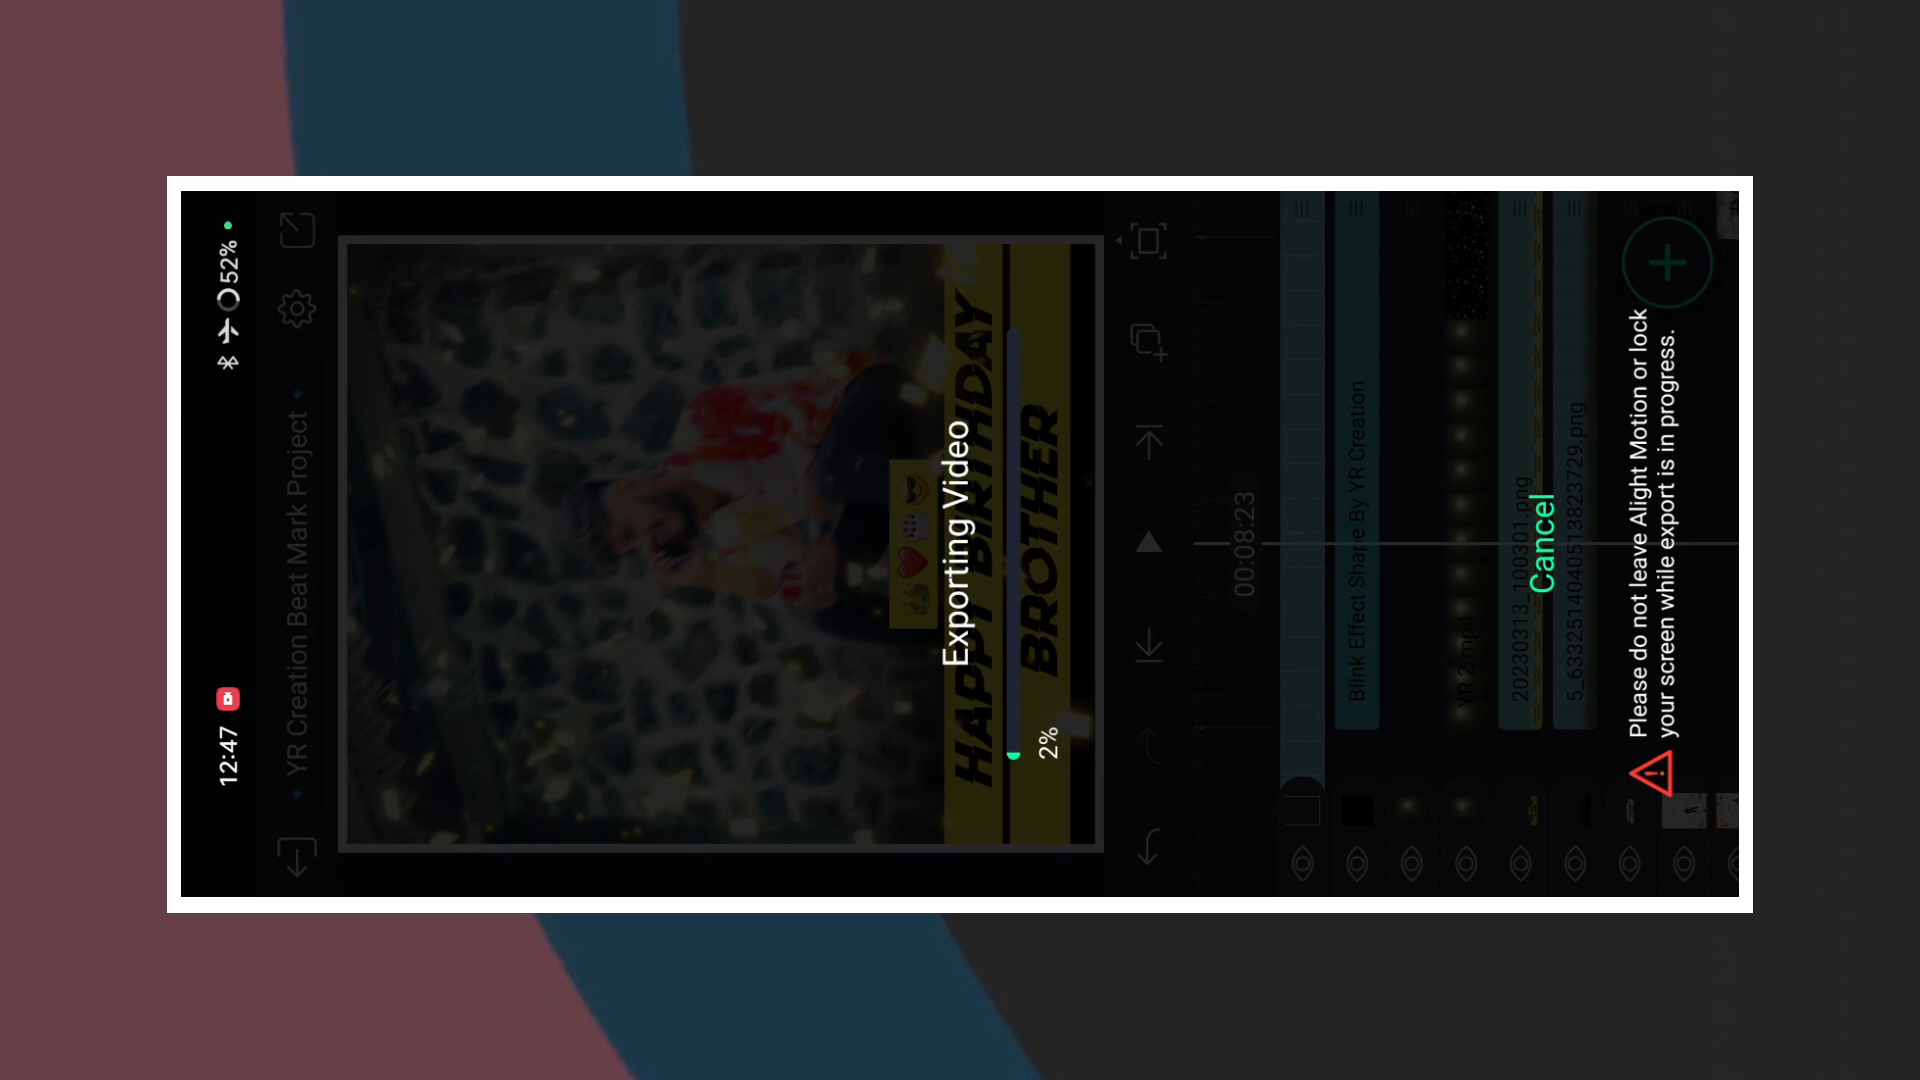 12:47
52%
YR Creation Beat Mark Project
HAPPY BIRTHDAY
BROTHER
Exporting Video
2%
00:08:23
Blink Effect Shape By YR Creation
YR 2.mp4
20230313_100301.png
Cancel
5_6332514040513823729.png
Please do not leave Alight Motion or lock
your screen while export is in progress.